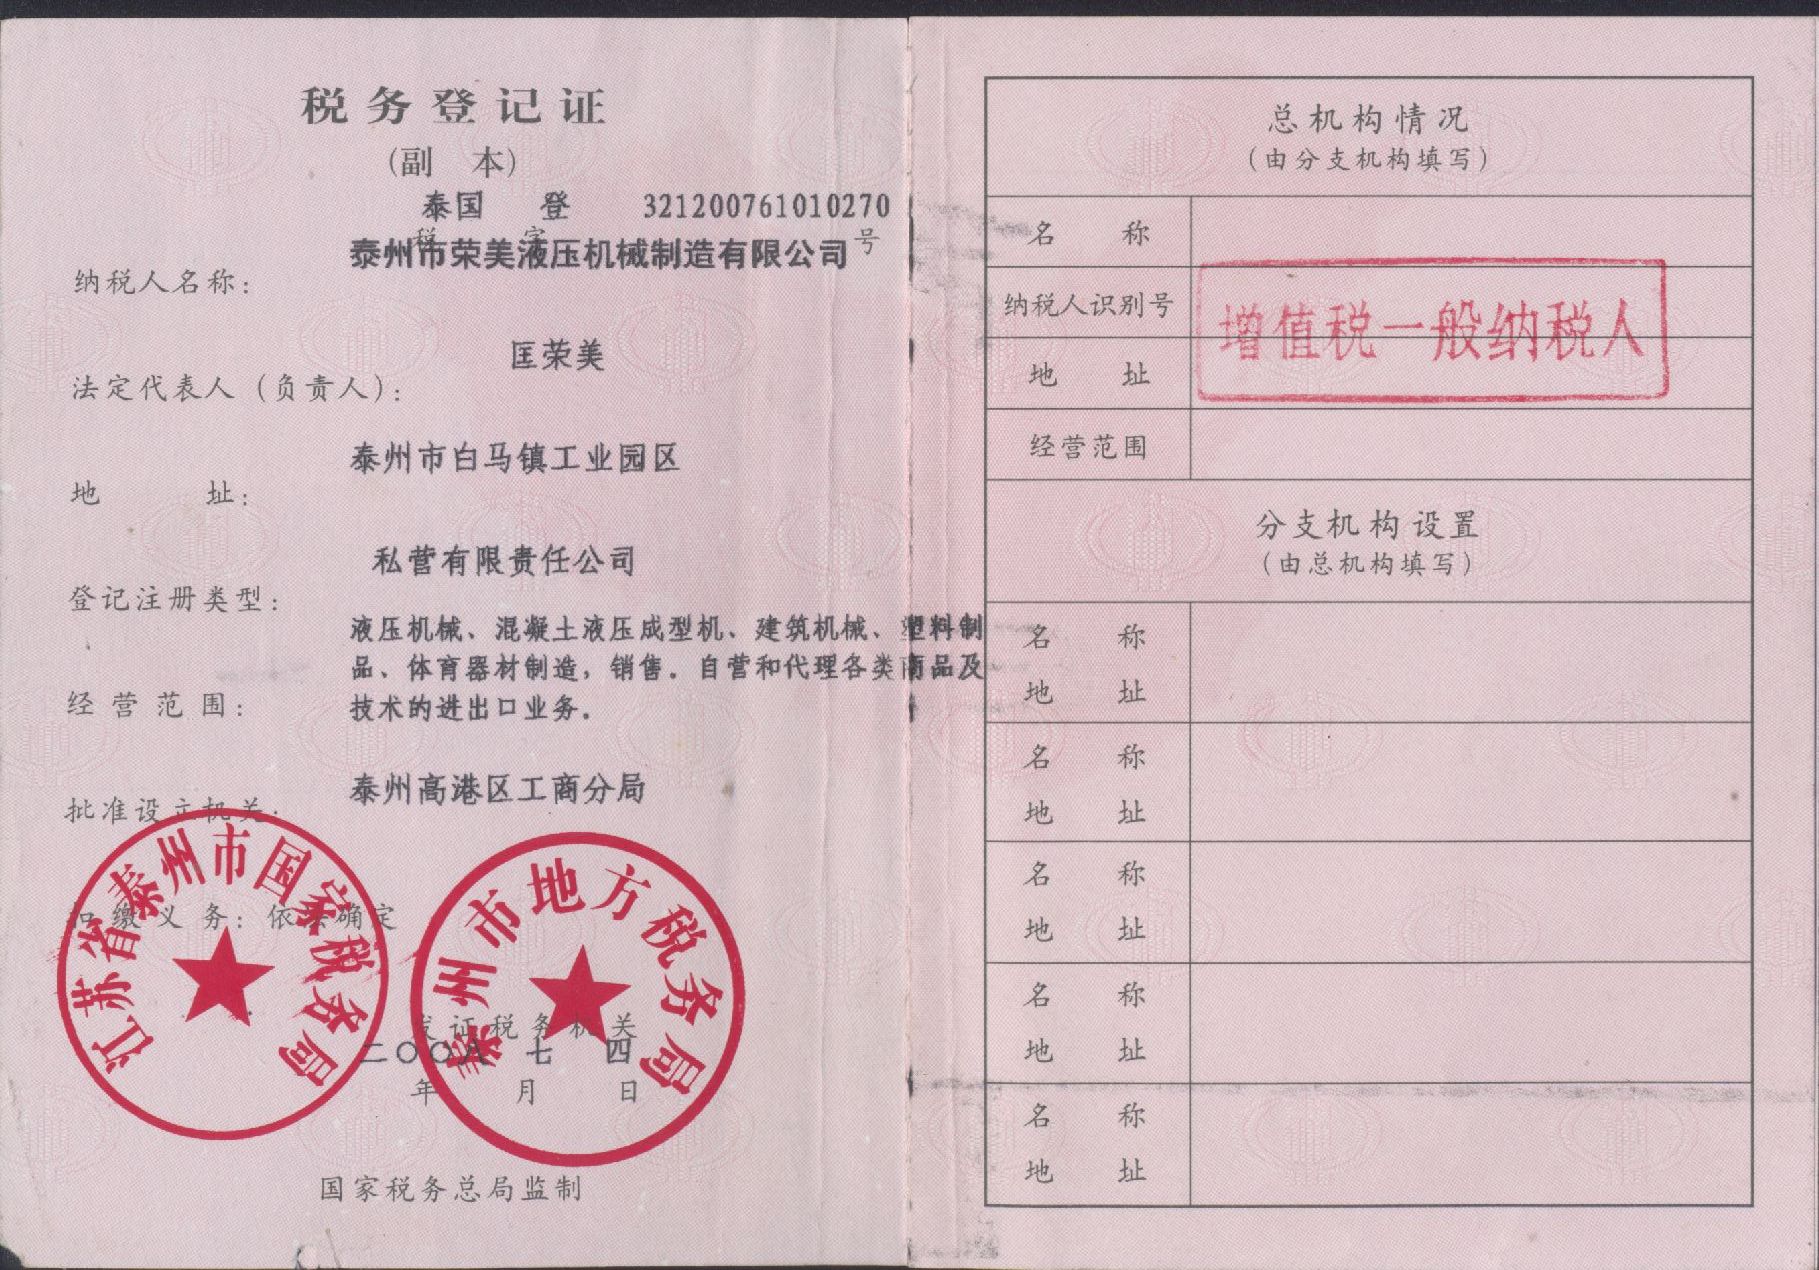 税务登记证
(副 本)
泰国 登 321200761010270
税 字 号
泰州市荣美液压机械制造有限公司
纳税人名称:
匡荣美
法定代表人(负责人):
泰州市白马镇工业园区
地 址:
私营有限责任公司
登记注册类型:
液压机械、混凝土液压成型机、建筑机械、塑料制
品、体育器材制造,销售.自营和代理各类商品及
技术的进出口业务.
经营范围:
泰州高港区工商分局
批准设立机关:
扣缴义务:依法确定
江苏省泰州市国家税务局
泰州市地方税务局
发证税务机关
二〇〇八 七 四
年 月 日
国家税务总局监制
总机构情况
(由分支机构填写)
名 称
纳税人识别号
增值税一般纳税人
地 址
经营范围
分支机构设置
(由总机构填写)
名 称
地 址
名 称
地 址
名 称
地 址
名 称
地 址
名 称
地 址